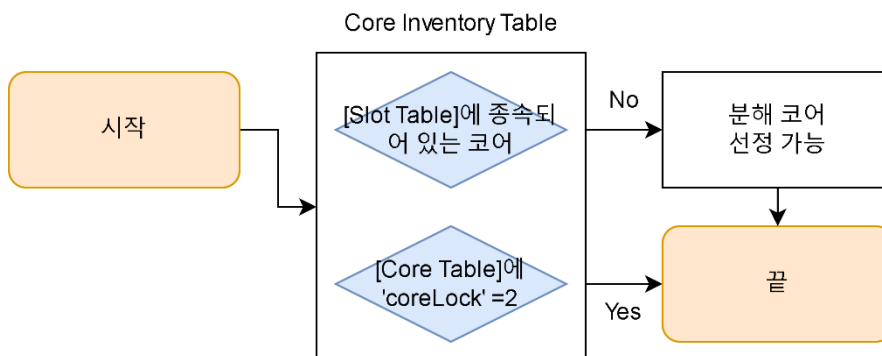 Core Inventory Table
시작
[Slot Table]에 종속되
어 있는 코어
No
분해 코어
선정 가능
[Core Table]에
'coreLock' =2
Yes
끝